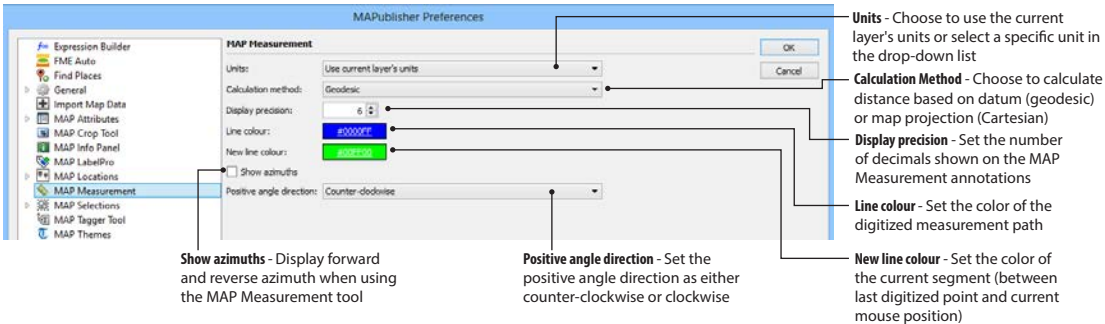 MAPublisher Preferences
Expression Builder
FME Auto
Find Places
General
Import Map Data
MAP Attributes
MAP Crop Tool
MAP Info Panel
MAP LabelPro
MAP Locations
MAP Measurement
MAP Selections
MAP Tagger Tool
MAP Themes
MAP Measurement
Units: Use current layer's units
Calculation method: Geodesic
Display precision: 6
Line colour: #0000FF
New line colour: #00FF00
Show azimuths
Positive angle direction: Counter-clockwise
OK
Cancel
Units - Choose to use the current
layer's units or select a specific unit in
the drop-down list
Calculation Method - Choose to calculate
distance based on datum (geodesic)
or map projection (Cartesian)
Display precision - Set the number
of decimals shown on the MAP
Measurement annotations
Line colour - Set the color of the
digitized measurement path
New line colour - Set the color of
the current segment (between
last digitized point and current
mouse position)
Show azimuths - Display forward
and reverse azimuth when using
the MAP Measurement tool
Positive angle direction - Set the
positive angle direction as either
counter-clockwise or clockwise